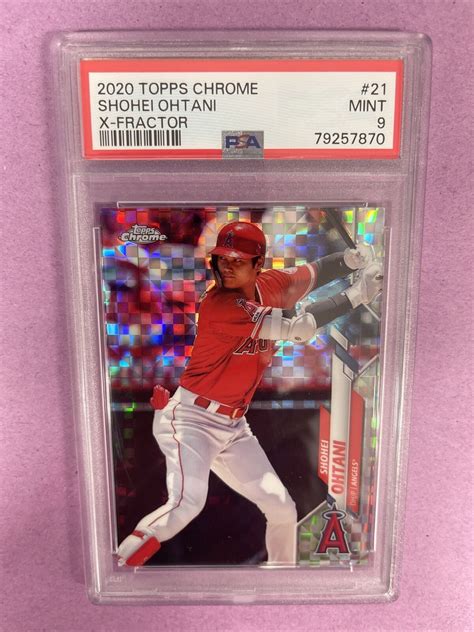 2020 TOPPS CHROME #21
SHOHEI OHTANI MINT
X-FRACTOR 9
PSA 79257870
Topps
Chrome
A
SHOHEI
OHTANI
ANGELS
A